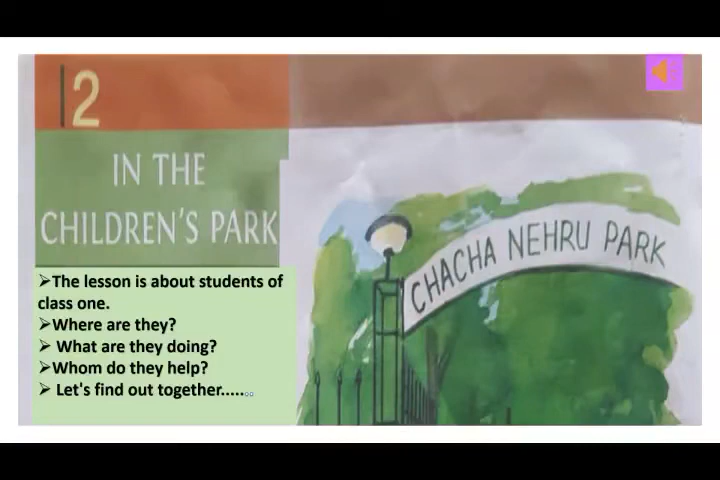 2
IN THE
CHILDREN'S PARK
➢The lesson is about students of
class one.
➢Where are they?
➢ What are they doing?
➢Whom do they help?
➢ Let's find out together.......
CHACHA NEHRU PARK